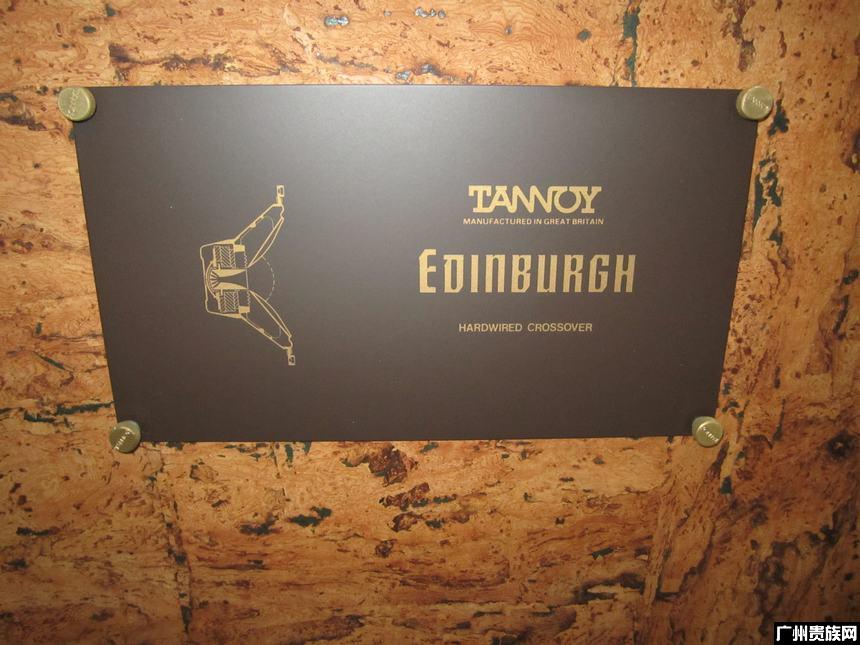 TANNOY
MANUFACTURED IN GREAT BRITAIN
EDINBURGH
HARDWIRED CROSSOVER
广州贵族网